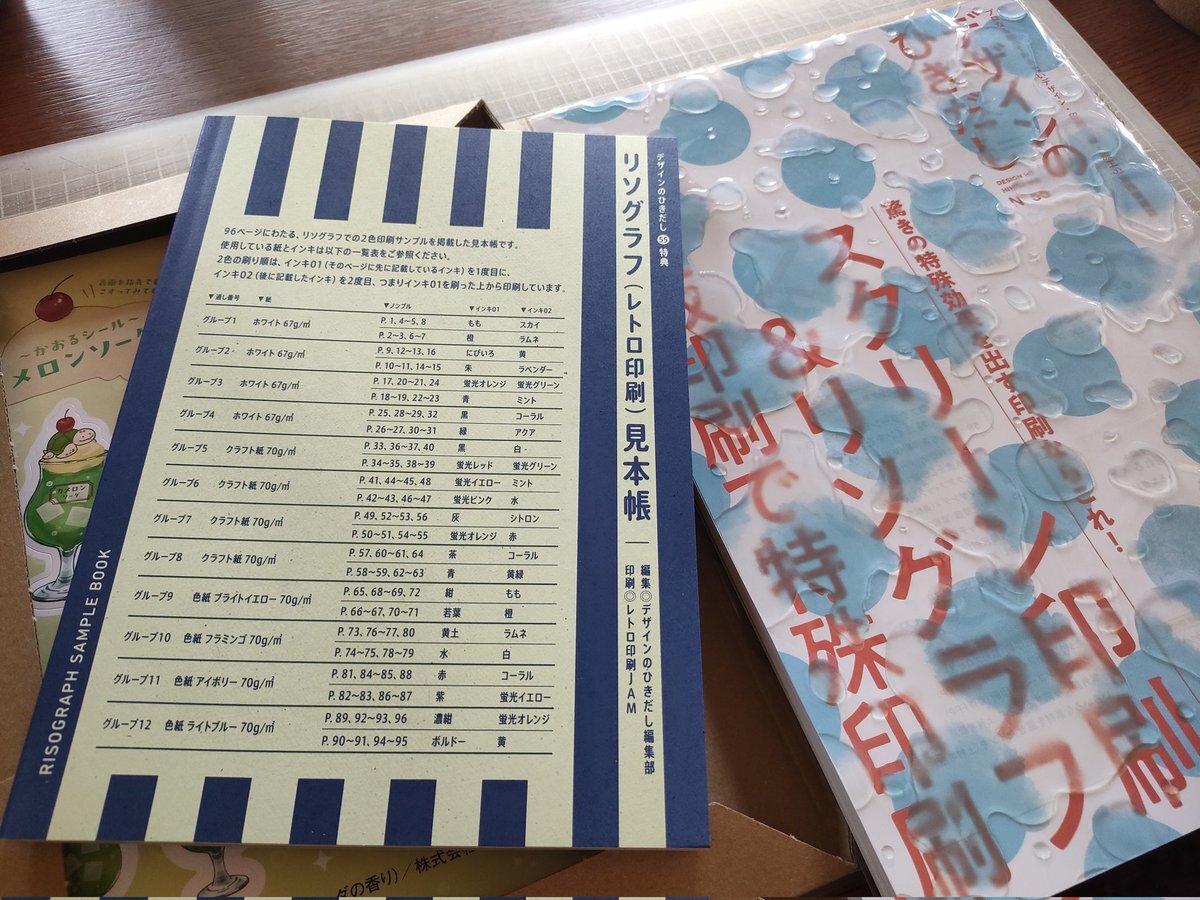 デザインのひきだし55特典
リソグラフ（レトロ印刷）見本帳
編集◎デザインのひきだし編集部
印刷◎レトロ印刷JAM
96ページにわたる、リソグラフでの2色印刷サンプルを掲載した見本帳です。
使用している紙とインキは以下の一覧表をご参照ください。
2色の刷り順は、インキ01（そのページに先に記載しているインキ）を1度目に、
インキ02（後に記載したインキ）を2度目、つまりインキ01を刷った上から印刷しています。
▼通し番号 ▼紙 ▼ノンブル ▼インキ01 ▼インキ02
グループ1 ホワイト 67g/㎡ P. 1、4~5、8 もも スカイ
P. 2~3、6~7 橙 ラムネ
グループ2 ホワイト 67g/㎡ P. 9、12~13、16 にびいろ 黄
P. 10~11、14~15 朱 ラベンダー
グループ3 ホワイト 67g/㎡ P. 17、20~21、24 蛍光オレンジ 蛍光グリーン
P. 18~19、22~23 青 ミント
グループ4 ホワイト 67g/㎡ P. 25、28~29、32 黒 コーラル
P. 26~27、30~31 緑 アクア
グループ5 クラフト紙 70g/㎡ P. 33、36~37、40 黒 白
P. 34~35、38~39 蛍光レッド 蛍光グリーン
グループ6 クラフト紙 70g/㎡ P. 41、44~45、48 蛍光イエロー ミント
P. 42~43、46~47 蛍光ピンク 水
グループ7 クラフト紙 70g/㎡ P. 49、52~53、56 灰 シトロン
P. 50~51、54~55 蛍光オレンジ 赤
グループ8 クラフト紙 70g/㎡ P. 57、60~61、64 茶 コーラル
P. 58~59、62~63 青 黄緑
グループ9 色紙 ブライトイエロー 70g/㎡ P. 65、68~69、72 紺 もも
P. 66~67、70~71 若葉 橙
グループ10 色紙 フラミンゴ 70g/㎡ P. 73、76~77、80 黄土 ラムネ
P. 74~75、78~79 水 白
グループ11 色紙 アイボリー 70g/㎡ P. 81、84~85、88 赤 コーラル
P. 82~83、86~87 紫 蛍光イエロー
グループ12 色紙 ライトブルー 70g/㎡ P. 89、92~93、96 濃紺 蛍光オレンジ
P. 90~91、94~95 ボルドー 黄
RISOGRAPH SAMPLE BOOK
デザインの
ひきだし
驚きの特殊効
を出す印刷
れ!
スクリーン印刷
&リソグラフ
印刷で特殊印刷
~かおるシール~
メロンソー
ダの香り)／株式会